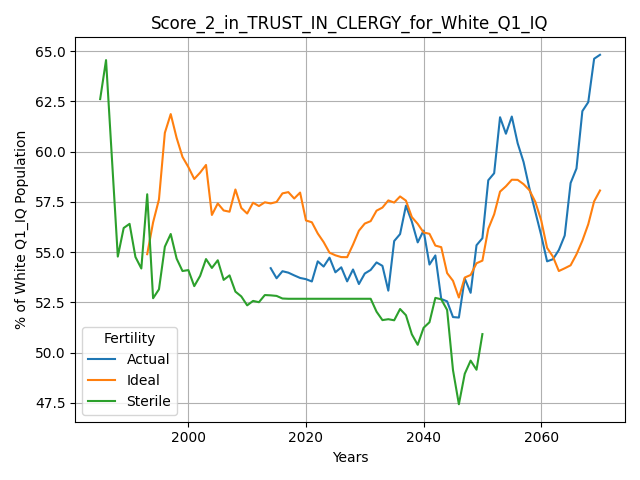 Score_2_in_TRUST_IN_CLERGY_for_White_Q1_IQ
% of White Q1_IQ Population
65.0
62.5
60.0
57.5
55.0
52.5
50.0
47.5
Fertility
Actual
Ideal
Sterile
2000
2020
2040
2060
Years